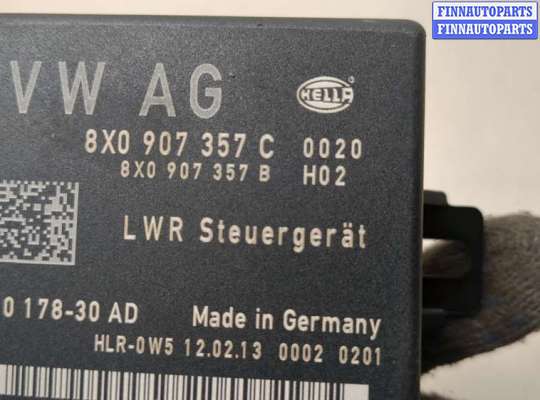 FINNAUTOPARTS
FINNAUTOPARTS
VW AG
HELLA
8X0 907 357 C 0020
8X0 907 357 B H02
LWR Steuergerät
0 178-30 AD Made in Germany
HLR-0W5 12.02.13 0002 0201